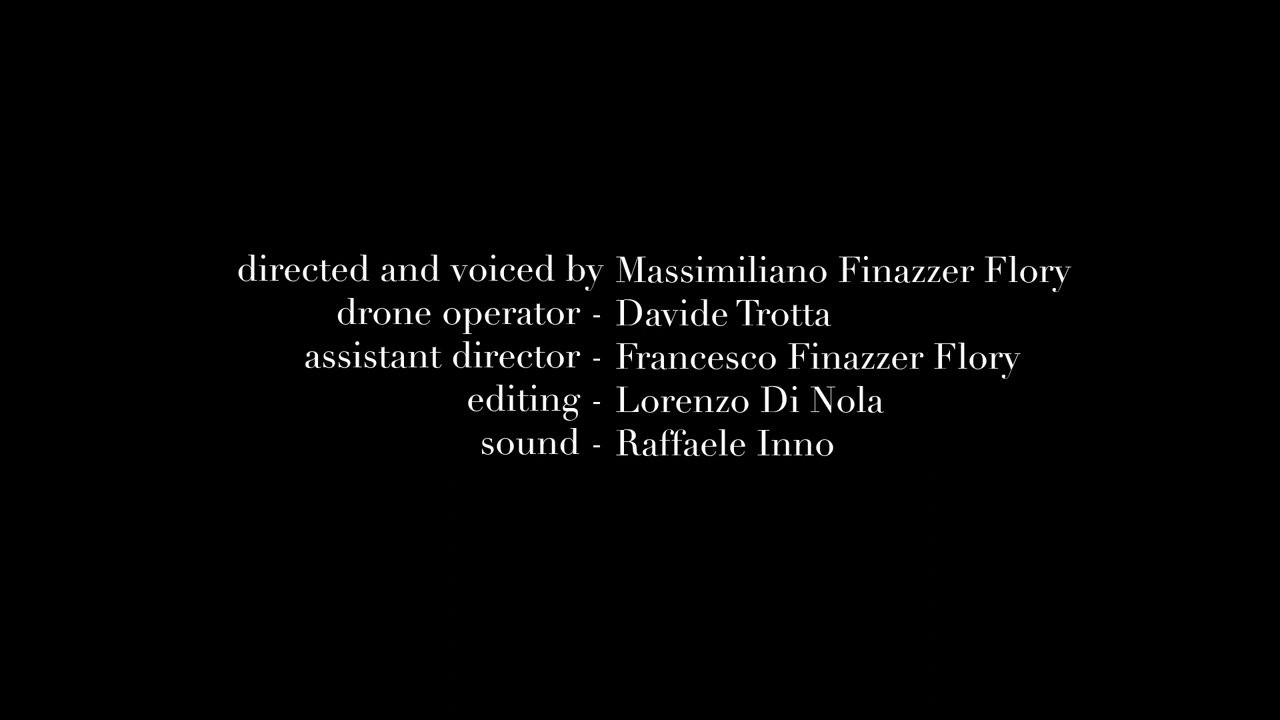 directed and voiced by Massimiliano Finazzer Flory
drone operator - Davide Trotta
assistant director - Francesco Finazzer Flory
editing - Lorenzo Di Nola
sound - Raffaele Inno